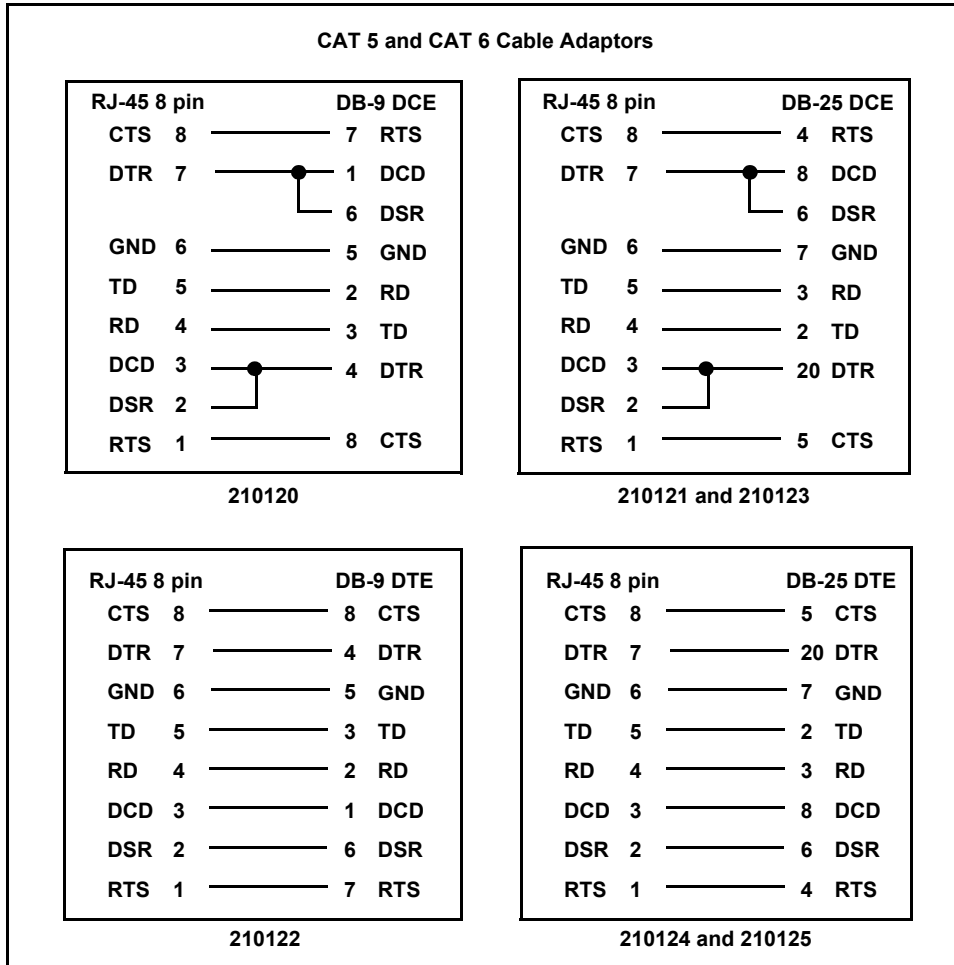 CAT 5 and CAT 6 Cable Adaptors
RJ-45 8 pin DB-9 DCE
CTS 8 7 RTS
DTR 7 1 DCD
6 DSR
GND 6 5 GND
TD 5 2 RD
RD 4 3 TD
DCD 3 4 DTR
DSR 2
RTS 1 8 CTS
210120
RJ-45 8 pin DB-25 DCE
CTS 8 4 RTS
DTR 7 8 DCD
6 DSR
GND 6 7 GND
TD 5 3 RD
RD 4 2 TD
DCD 3 20 DTR
DSR 2
RTS 1 5 CTS
210121 and 210123
RJ-45 8 pin DB-9 DTE
CTS 8 8 CTS
DTR 7 4 DTR
GND 6 5 GND
TD 5 3 TD
RD 4 2 RD
DCD 3 1 DCD
DSR 2 6 DSR
RTS 1 7 RTS
210122
RJ-45 8 pin DB-25 DTE
CTS 8 5 CTS
DTR 7 20 DTR
GND 6 7 GND
TD 5 2 TD
RD 4 3 RD
DCD 3 8 DCD
DSR 2 6 DSR
RTS 1 4 RTS
210124 and 210125